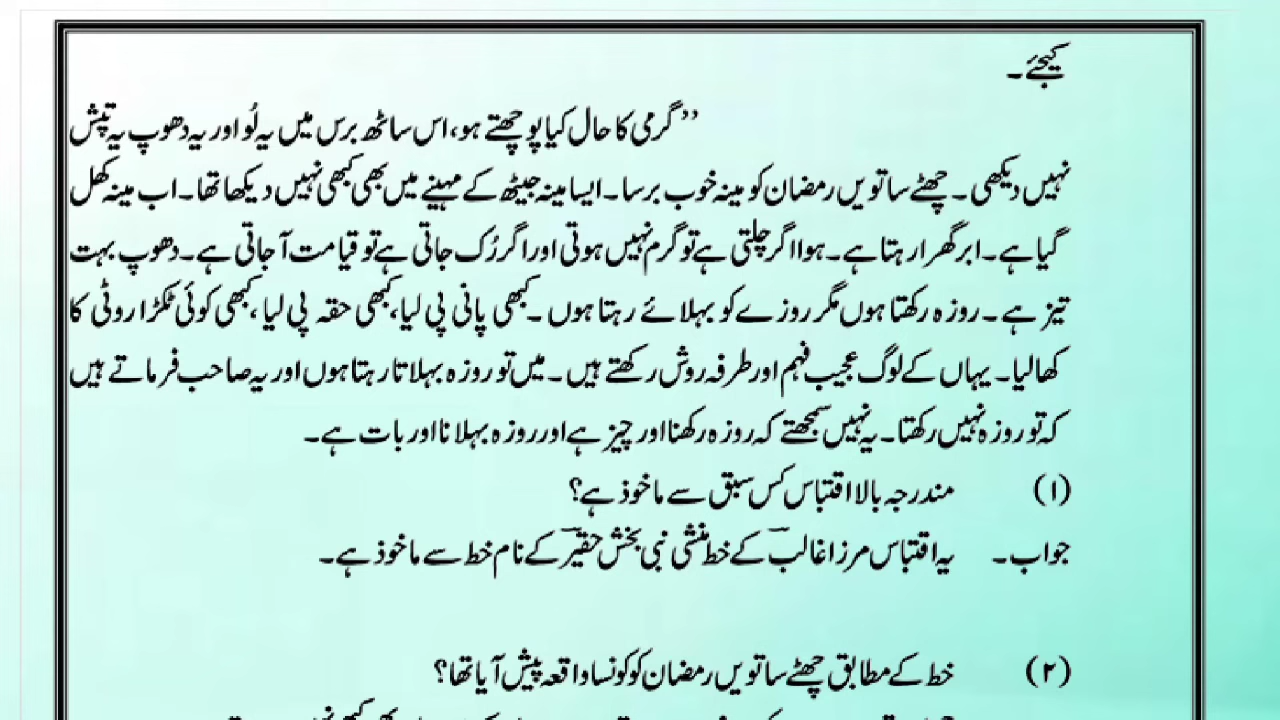 کیجئے۔
’’گرمی کا حال کیا پوچھتے ہو، اس ساٹھ برس میں یہ لُو اور یہ دھوپ یہ تپش
نہیں دیکھی۔ چھٹے ساتویں رمضان کو مینہ خوب برسا۔ ایسا مینہ جیٹھ کے مہینے میں بھی کبھی نہیں دیکھا تھا۔ اب مینہ کھل
گیا ہے۔ ابر گھرا رہتا ہے۔ ہوا اگر چلتی ہے تو گرم نہیں ہوتی اور اگر رُک جاتی ہے تو قیامت آ جاتی ہے۔ دھوپ بہت
تیز ہے۔ روزہ رکھتا ہوں مگر روزے کو بہلائے رہتا ہوں۔ کبھی پانی پی لیا، کبھی حقہ پی لیا، کبھی کوئی ٹکڑا روٹی کا
کھا لیا۔ یہاں کے لوگ عجیب فہم اور طرفہ روش رکھتے ہیں۔ میں تو روزہ بہلاتا رہتا ہوں اور یہ صاحب فرماتے ہیں
کہ تو روزہ نہیں رکھتا۔ یہ نہیں سمجھتے کہ روزہ رکھنا اور چیز ہے اور روزہ بہلانا اور بات ہے۔
(۱) مندرجہ بالا اقتباس کس سبق سے ماخوذ ہے؟
جواب۔ یہ اقتباس مرزا غالبؔ کے خط منشی نبی بخش حقیرؔ کے نام خط سے ماخوذ ہے۔
(۲) خط کے مطابق چھٹے ساتویں رمضان کو کونسا واقعہ پیش آیا تھا؟